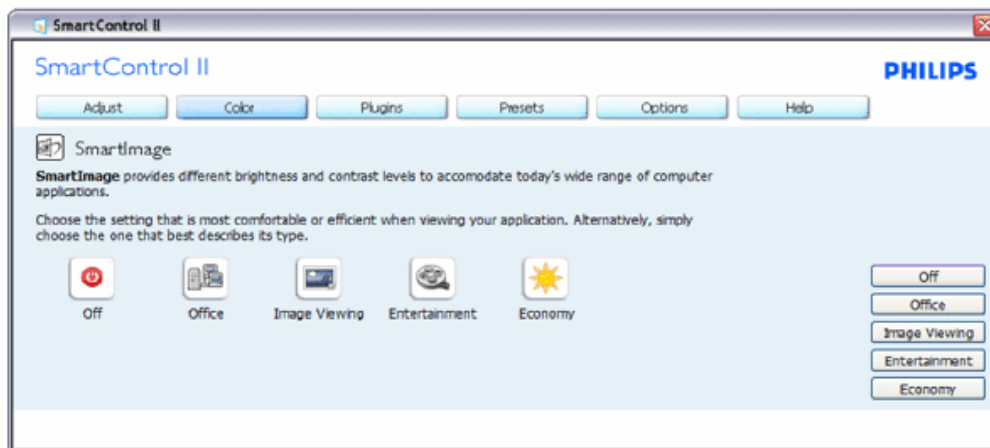 SmartControl II
SmartControl II
PHILIPS
Adjust
Color
Plugins
Presets
Options
Help
SmartImage
SmartImage provides different brightness and contrast levels to accomodate today's wide range of computer
applications.
Choose the setting that is most comfortable or efficient when viewing your application. Alternatively, simply
choose the one that best describes its type.
Off
Office
Image Viewing
Entertainment
Economy
Off
Office
Image Viewing
Entertainment
Economy